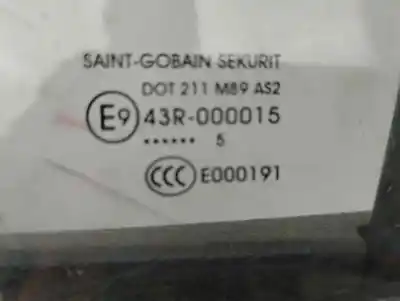 SAINT-GOBAIN SEKURIT
DOT 211 M89 AS2
E9 43R-000015
•••••• 5
CCC E000191